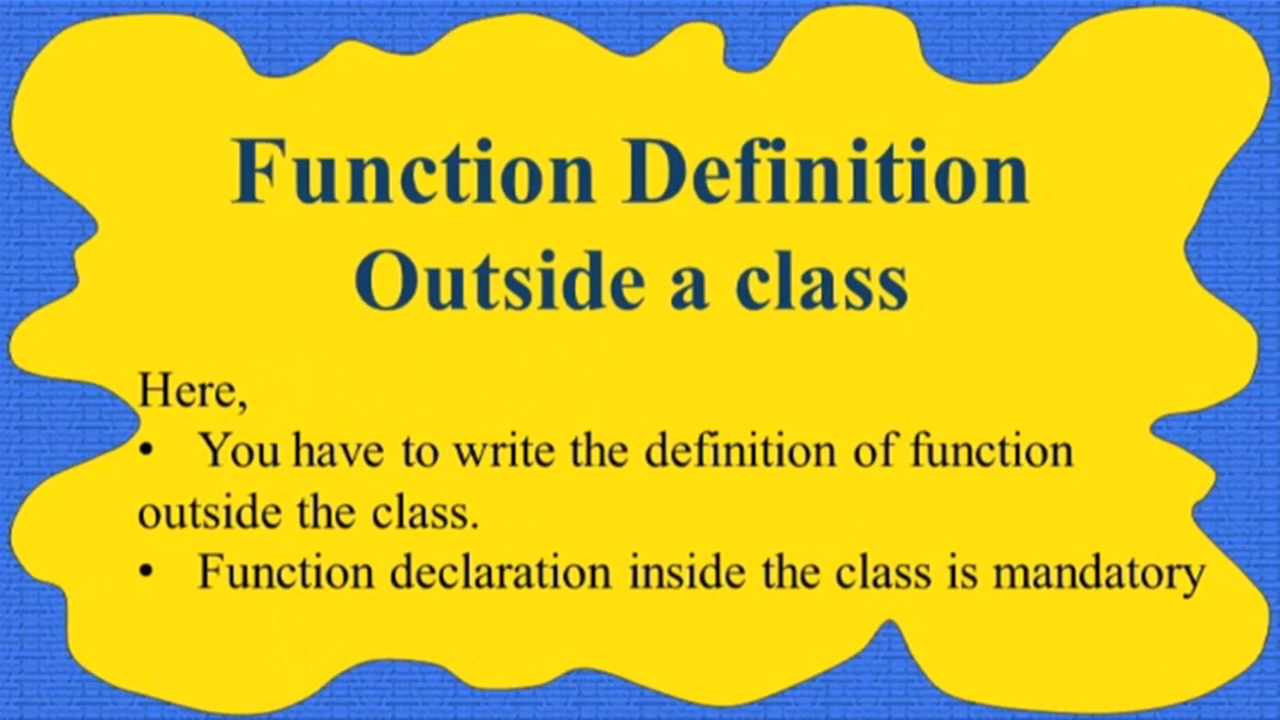 Function Definition
Outside a class
Here,
• You have to write the definition of function
outside the class.
• Function declaration inside the class is mandatory